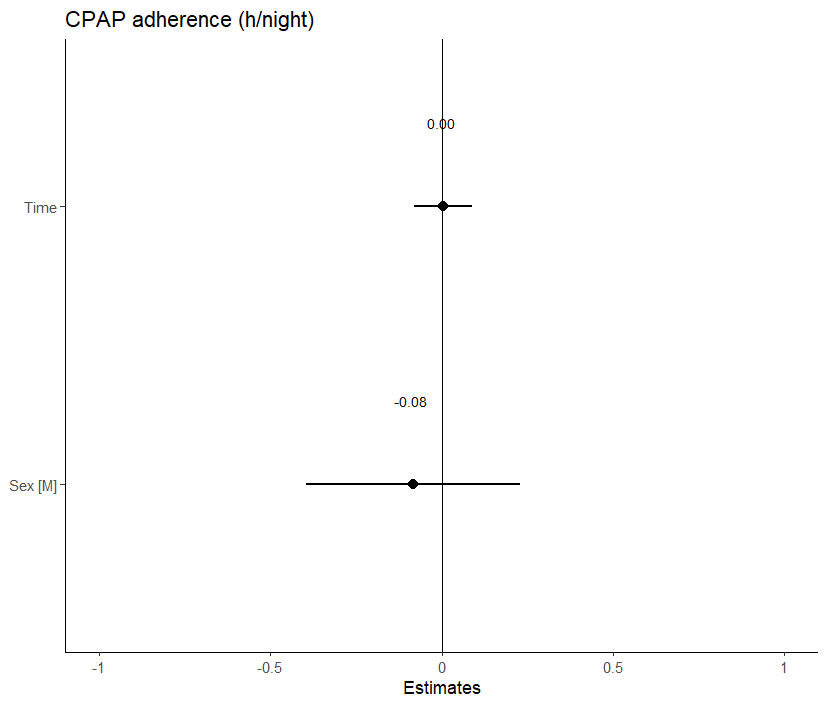 CPAP adherence (h/night)
0.00
Time
-0.08
Sex [M]
-1
-0.5
0
0.5
1
Estimates